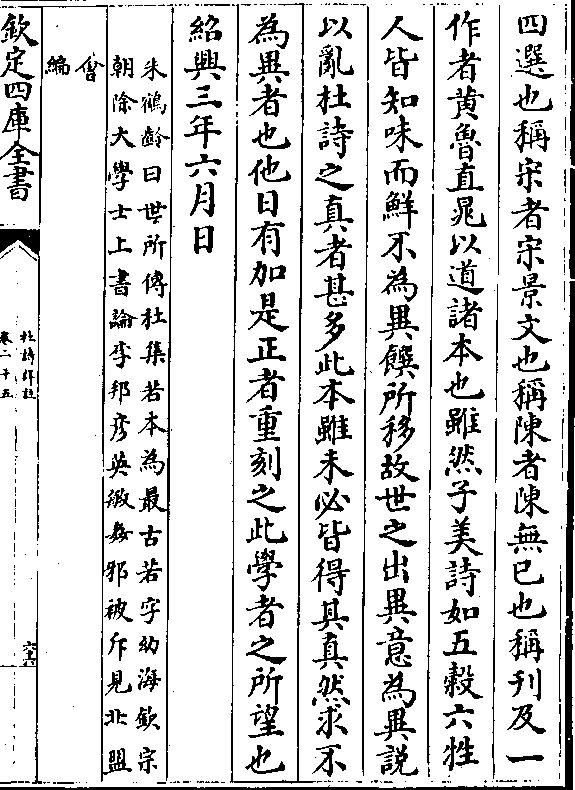 四選也稱宋者宋景文也稱陳者陳無已也稱刊及一
作者黄魯直晁以道諸本也雖然子美詩如五榖六牲
人皆知味而鮮不為異饌所移故世之出異意為異説
以亂杜詩之真者甚多此本雖未必皆得其真然求不
為異者也他日有加是正者重刻之此學者之所望也
紹興三年六月日
朱鶴齡曰世所傳杜集若本為最古若字幼海欽宗
朝除大學士上書論李邦彦英緻姦邪被斥見北盟
會
編
欽定四庫全書
杜詩詳註
卷二十五